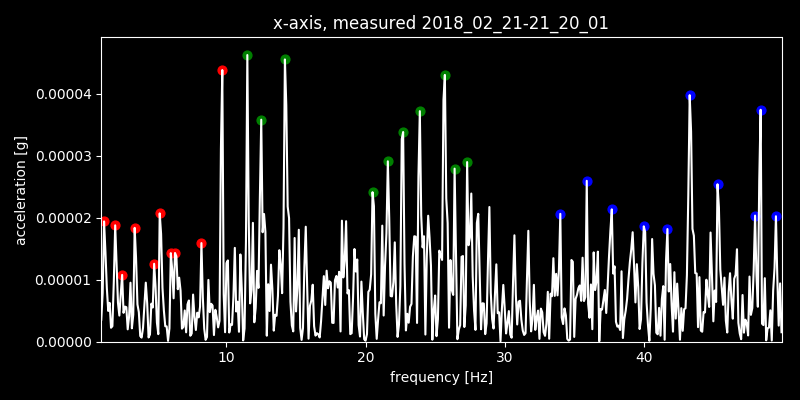 x-axis, measured 2018_02_21-21_20_01
acceleration [g]
0.00004
0.00003
0.00002
0.00001
0.00000
10 20 30 40
frequency [Hz]